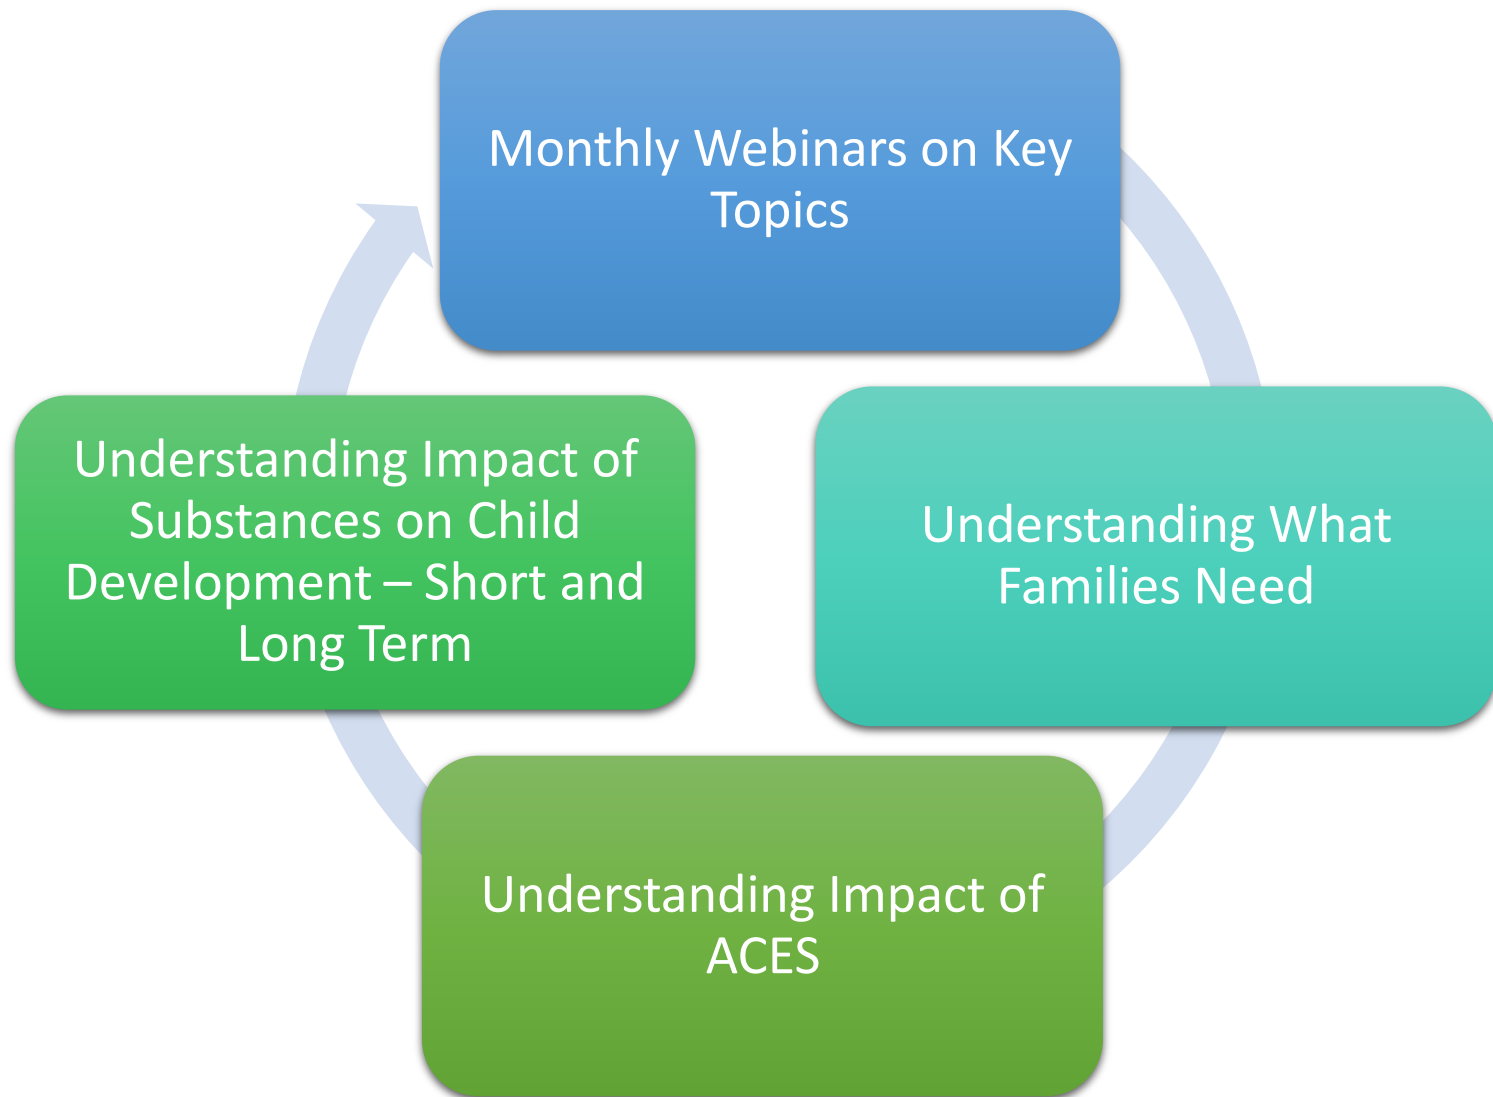 Monthly Webinars on Key
Topics
Understanding What
Families Need
Understanding Impact of
ACES
Understanding Impact of
Substances on Child
Development – Short and
Long Term